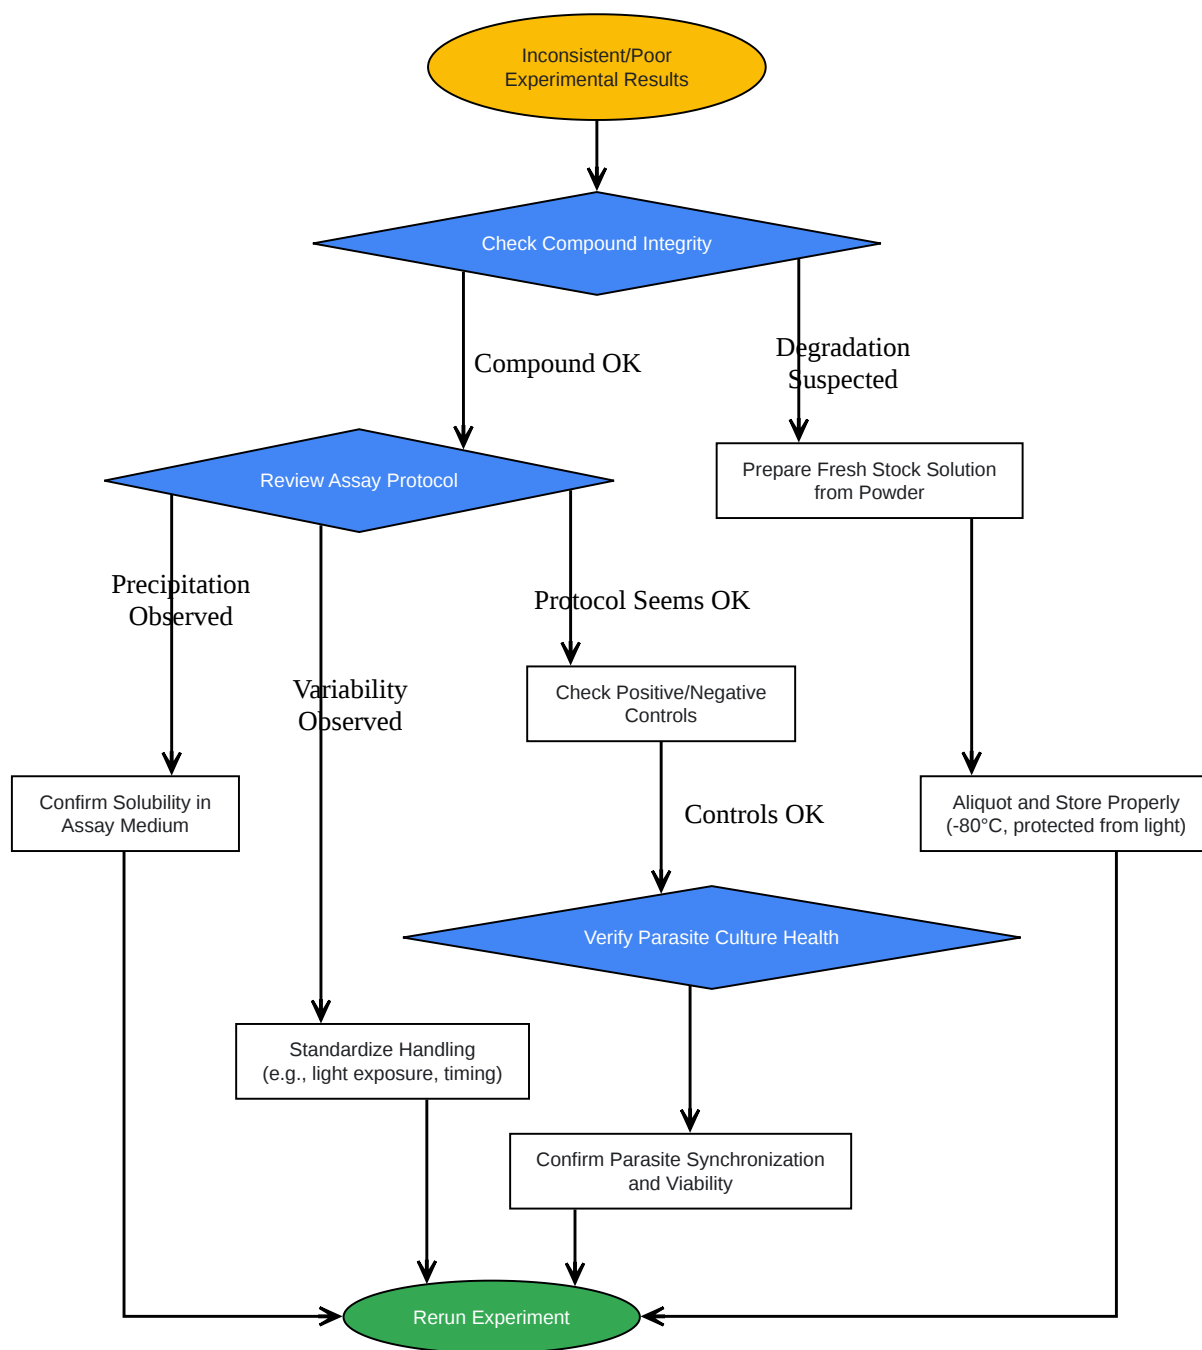 Inconsistent/Poor
Experimental Results
Check Compound Integrity
Compound OK
Degradation
Suspected
Review Assay Protocol
Prepare Fresh Stock Solution
from Powder
Precipitation
Observed
Protocol Seems OK
Variability
Observed
Check Positive/Negative
Controls
Confirm Solubility in
Assay Medium
Controls OK
Aliquot and Store Properly
(-80°C, protected from light)
Verify Parasite Culture Health
Standardize Handling
(e.g., light exposure, timing)
Confirm Parasite Synchronization
and Viability
Rerun Experiment